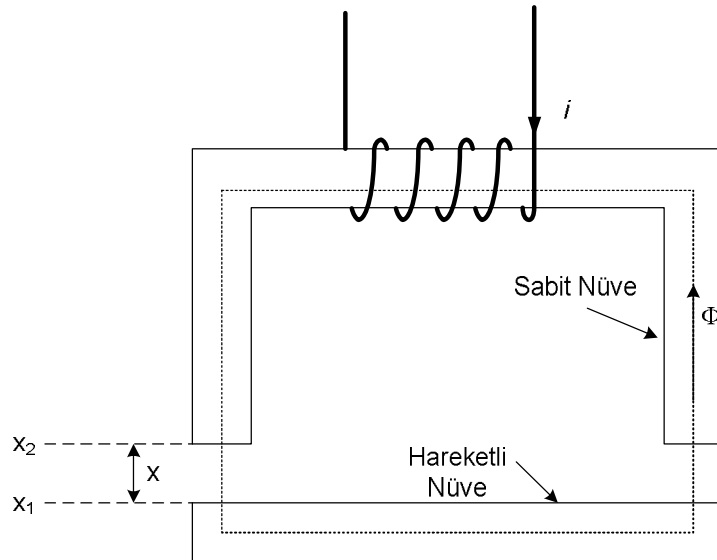 i
Sabit Nüve
Φ
x₂
x
Hareketli
Nüve
x₁